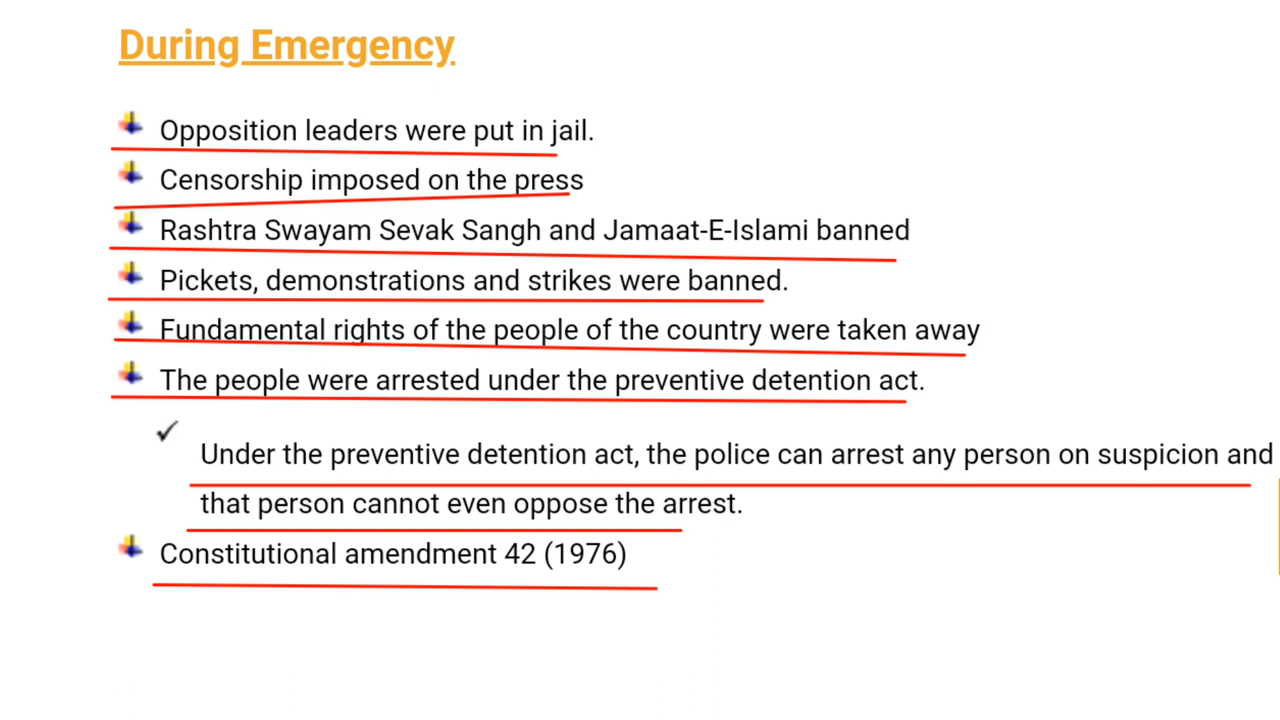 During Emergency
Opposition leaders were put in jail.
Censorship imposed on the press
Rashtra Swayam Sevak Sangh and Jamaat-E-Islami banned
Pickets, demonstrations and strikes were banned.
Fundamental rights of the people of the country were taken away
The people were arrested under the preventive detention act.
Under the preventive detention act, the police can arrest any person on suspicion and
that person cannot even oppose the arrest.
Constitutional amendment 42 (1976)